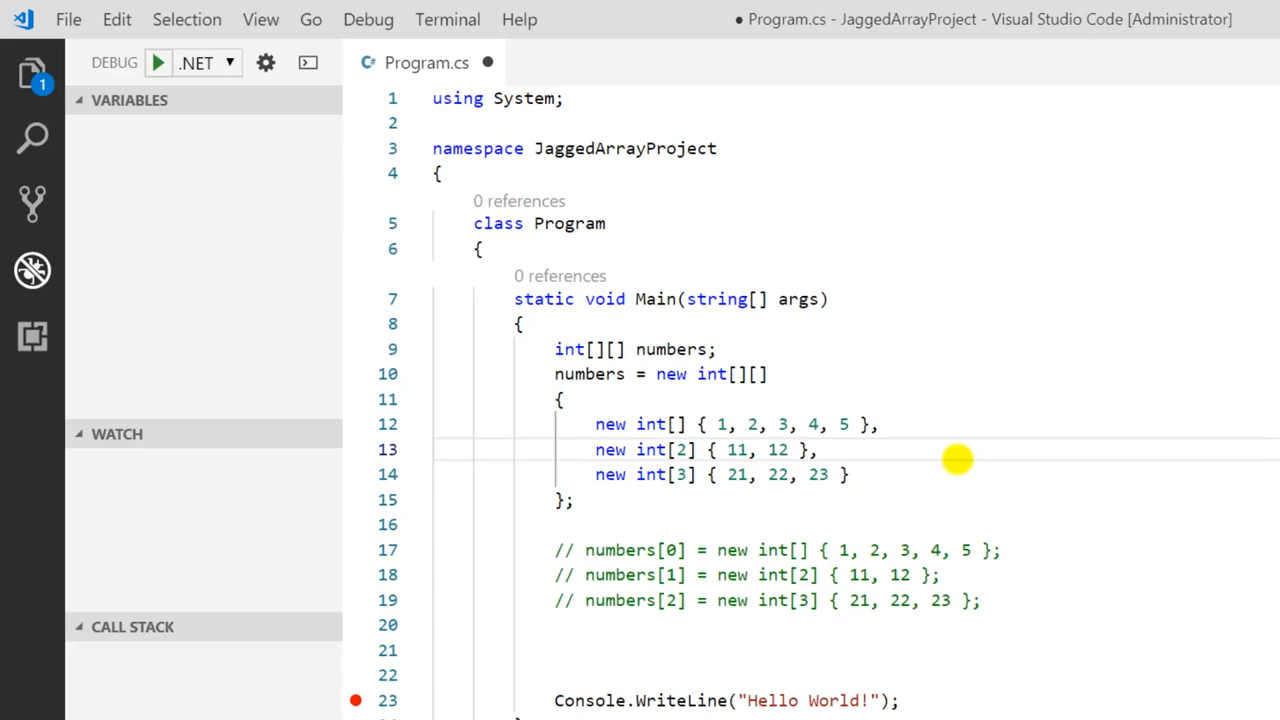 File Edit Selection View Go Debug Terminal Help ● Program.cs - JaggedArrayProject - Visual Studio Code [Administrator]
1
DEBUG .NET
VARIABLES
WATCH
CALL STACK
Program.cs
1 using System;
2
3 namespace JaggedArrayProject
4 {
0 references
5 class Program
6 {
0 references
7 static void Main(string[] args)
8 {
9 int[][] numbers;
10 numbers = new int[][]
11 {
12 new int[] { 1, 2, 3, 4, 5 },
13 new int[2] { 11, 12 },
14 new int[3] { 21, 22, 23 }
15 };
16
17 // numbers[0] = new int[] { 1, 2, 3, 4, 5 };
18 // numbers[1] = new int[2] { 11, 12 };
19 // numbers[2] = new int[3] { 21, 22, 23 };
20
21
22
23 Console.WriteLine("Hello World!");